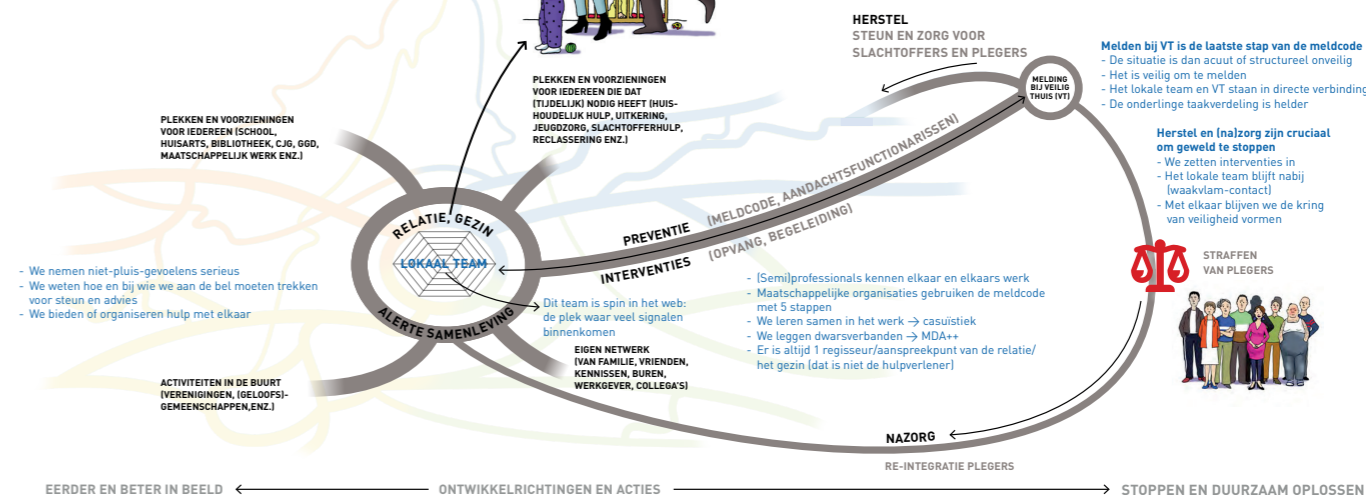 HERSTEL
STEUN EN ZORG VOOR
SLACHTOFFERS EN PLEGERS
MELDING
BIJ VEILIG
THUIS (VT)
Melden bij VT is de laatste stap van de meldcode
- De situatie is dan acuut of structureel onveilig
- Het is veilig om te melden
- Het lokale team en VT staan in directe verbinding
- De onderlinge taakverdeling is helder
PLEKKEN EN VOORZIENINGEN
VOOR IEDEREEN DIE DAT
(TIJDELIJK) NODIG HEEFT (HUIS-
HOUDELIJK HULP, UITKERING,
JEUGDZORG, SLACHTOFFERHULP,
RECLASSERING ENZ.)
PLEKKEN EN VOORZIENINGEN
VOOR IEDEREEN (SCHOOL,
HUISARTS, BIBLIOTHEEK, CJG, GGD,
MAATSCHAPPELIJK WERK ENZ.)
Herstel en (na)zorg zijn cruciaal
om geweld te stoppen
- We zetten interventies in
- Het lokale team blijft nabij
(waakvlam-contact)
- Met elkaar blijven we de kring
van veiligheid vormen
RELATIE, GEZIN
LOKAAL TEAM
ALERTE SAMENLEVING
PREVENTIE (MELDCODE, AANDACHTSFUNCTIONARISSEN)
INTERVENTIES (OPVANG, BEGELEIDING)
STRAFFEN
VAN PLEGERS
- We nemen niet-pluis-gevoelens serieus
- We weten hoe en bij wie we aan de bel moeten trekken
voor steun en advies
- We bieden of organiseren hulp met elkaar
Dit team is spin in het web:
de plek waar veel signalen
binnenkomen
- (Semi)professionals kennen elkaar en elkaars werk
- Maatschappelijke organisaties gebruiken de meldcode
met 5 stappen
- We leren samen in het werk → casuïstiek
- We leggen dwarsverbanden → MDA++
- Er is altijd 1 regisseur/aanspreekpunt van de relatie/
het gezin (dat is niet de hulpverlener)
EIGEN NETWERK
(VAN FAMILIE, VRIENDEN,
KENNISSEN, BUREN,
WERKGEVER, COLLEGA'S)
ACTIVITEITEN IN DE BUURT
(VERENIGINGEN, (GELOOFS)-
GEMEENSCHAPPEN,ENZ.)
NAZORG
RE-INTEGRATIE PLEGERS
EERDER EN BETER IN BEELD ← ONTWIKKELRICHTINGEN EN ACTIES → STOPPEN EN DUURZAAM OPLOSSEN